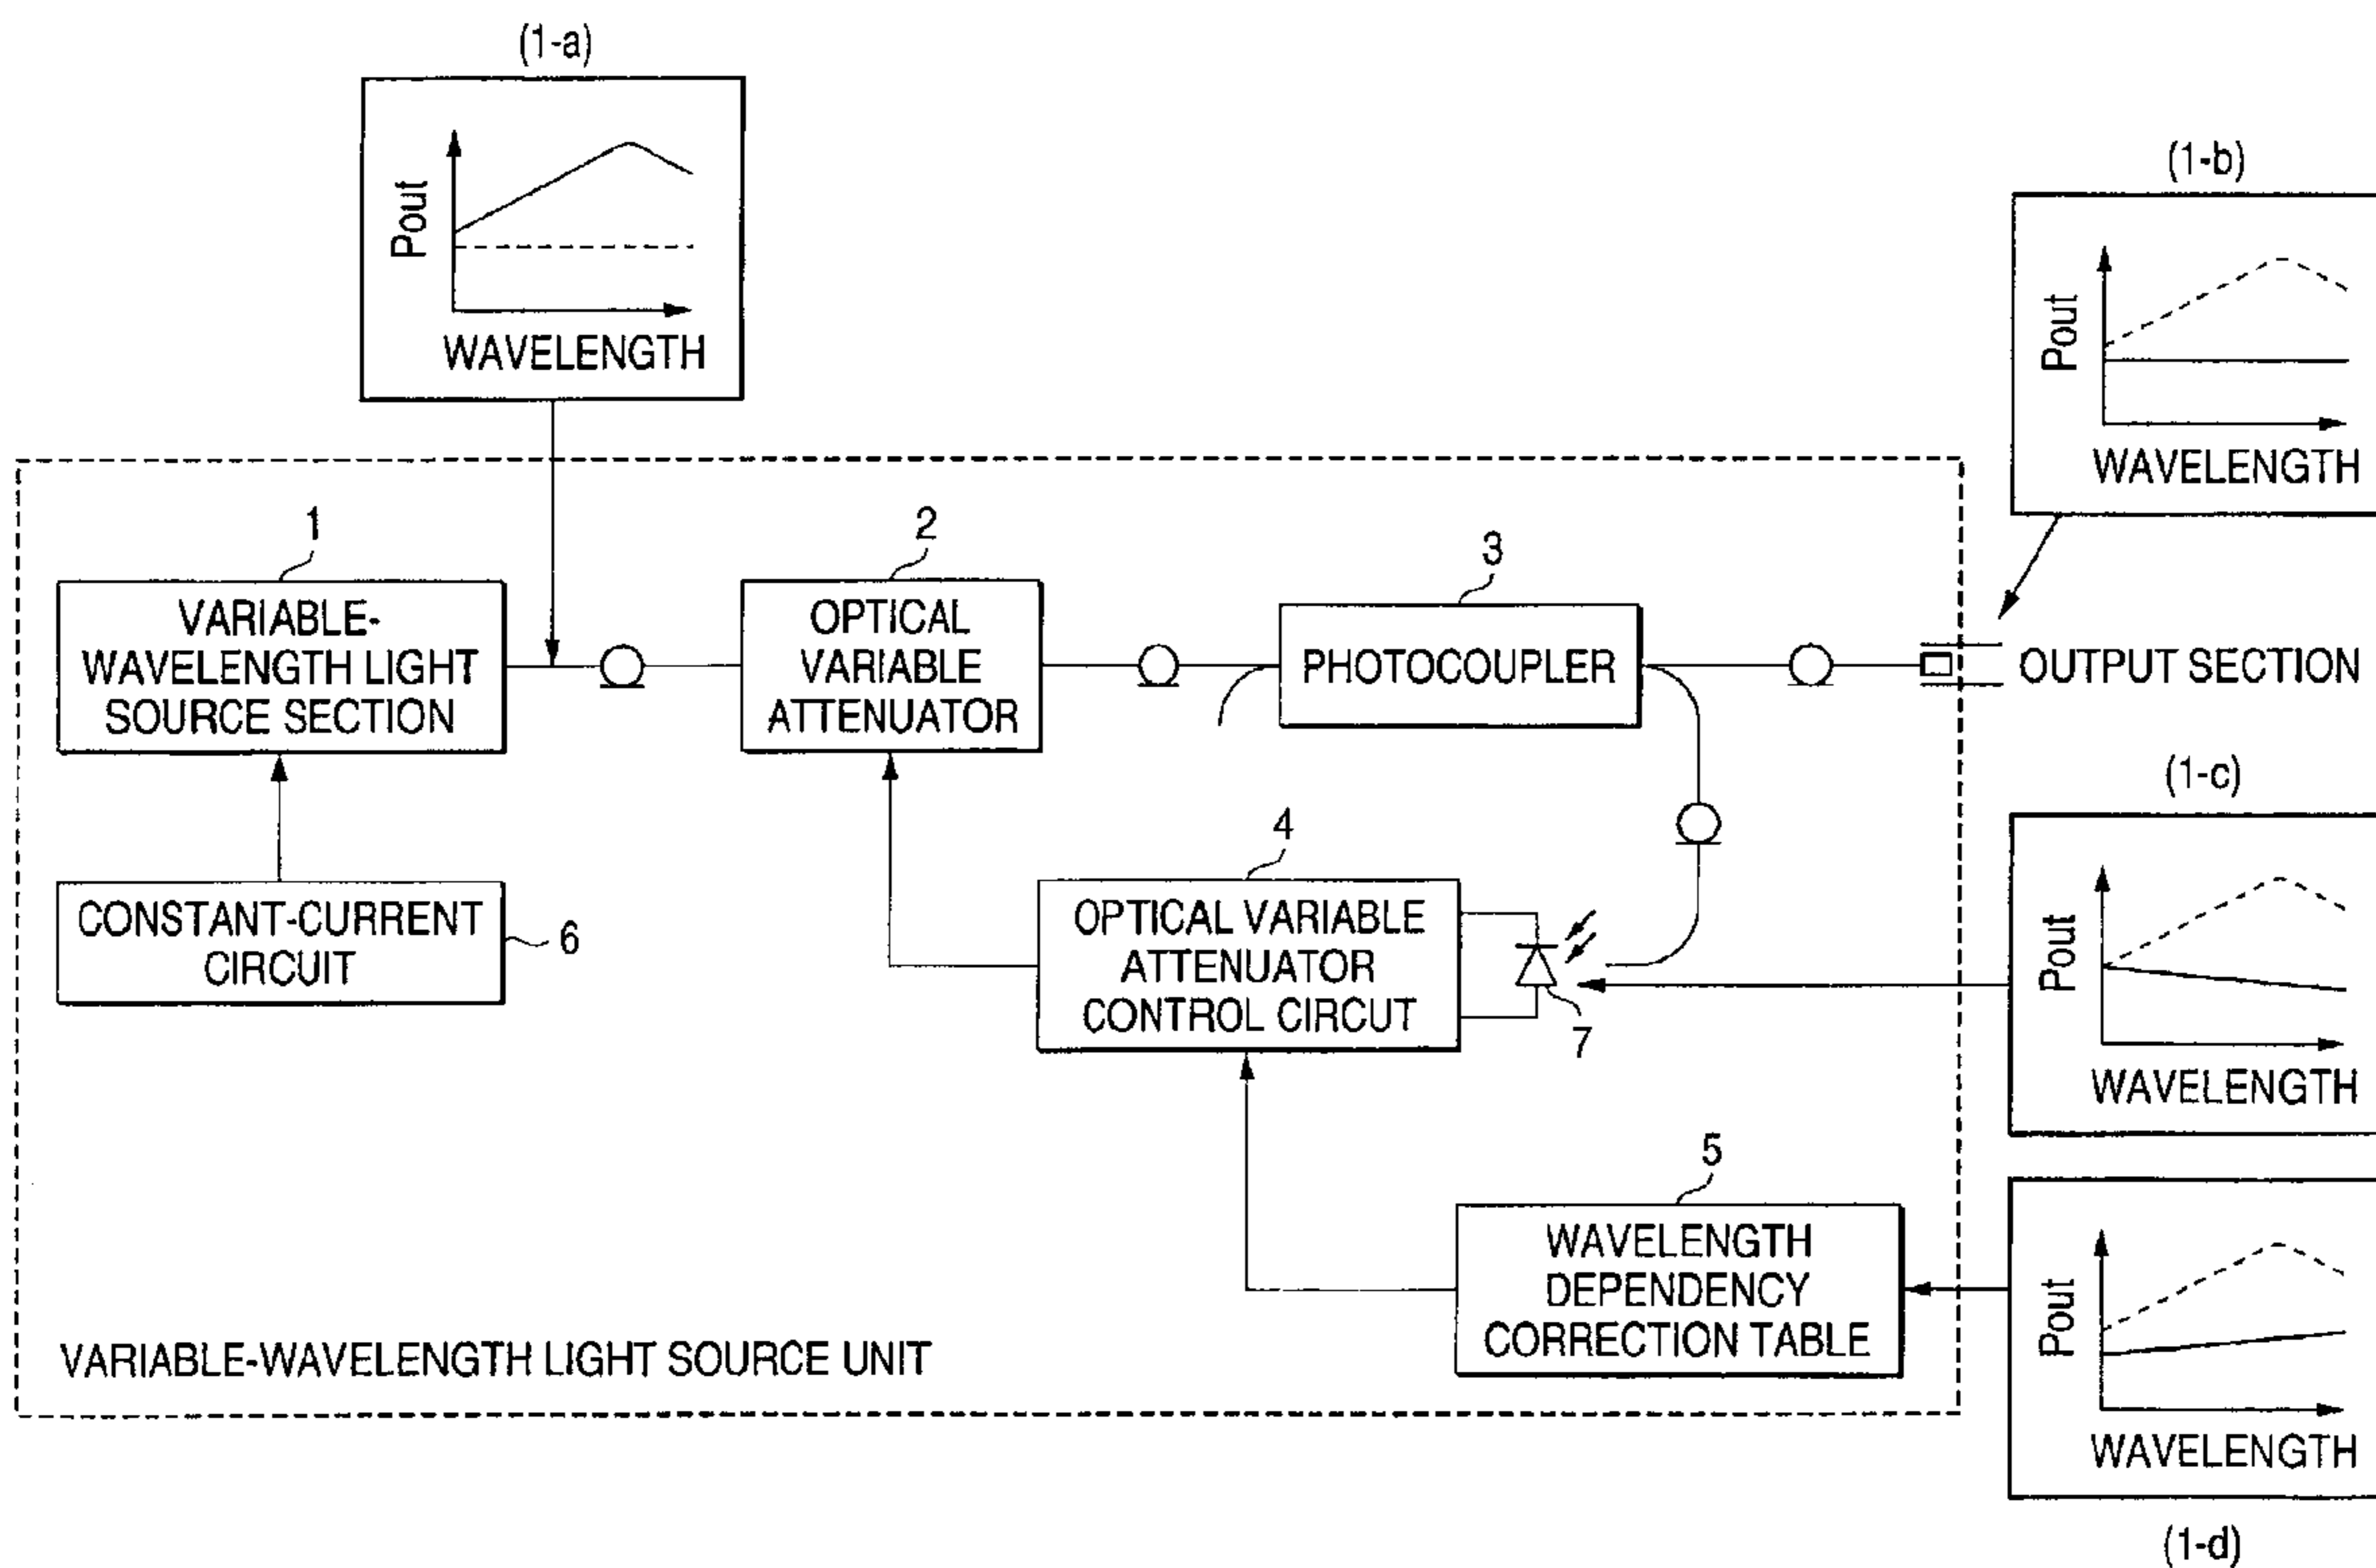 (1-a)
Pout
WAVELENGTH
(1-b)
Pout
WAVELENGTH
1
VARIABLE-
WAVELENGTH LIGHT
SOURCE SECTION
2
OPTICAL
VARIABLE
ATTENUATOR
3
PHOTOCOUPLER
OUTPUT SECTION
CONSTANT-CURRENT
CIRCUIT
6
4
OPTICAL VARIABLE
ATTENUATOR
CONTROL CIRCUT
7
(1-c)
Pout
WAVELENGTH
5
WAVELENGTH
DEPENDENCY
CORRECTION TABLE
Pout
WAVELENGTH
(1-d)
VARIABLE-WAVELENGTH LIGHT SOURCE UNIT